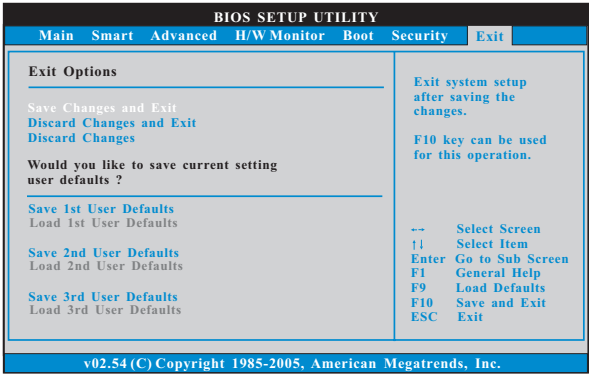 BIOS SETUP UTILITY
Main Smart Advanced H/W Monitor Boot Security Exit
Exit Options
Save Changes and Exit
Discard Changes and Exit
Discard Changes
Would you like to save current setting
user defaults ?
Save 1st User Defaults
Load 1st User Defaults
Save 2nd User Defaults
Load 2nd User Defaults
Save 3rd User Defaults
Load 3rd User Defaults
Exit system setup
after saving the
changes.
F10 key can be used
for this operation.
←→ Select Screen
↑↓ Select Item
Enter Go to Sub Screen
F1 General Help
F9 Load Defaults
F10 Save and Exit
ESC Exit
v02.54 (C) Copyright 1985-2005, American Megatrends, Inc.